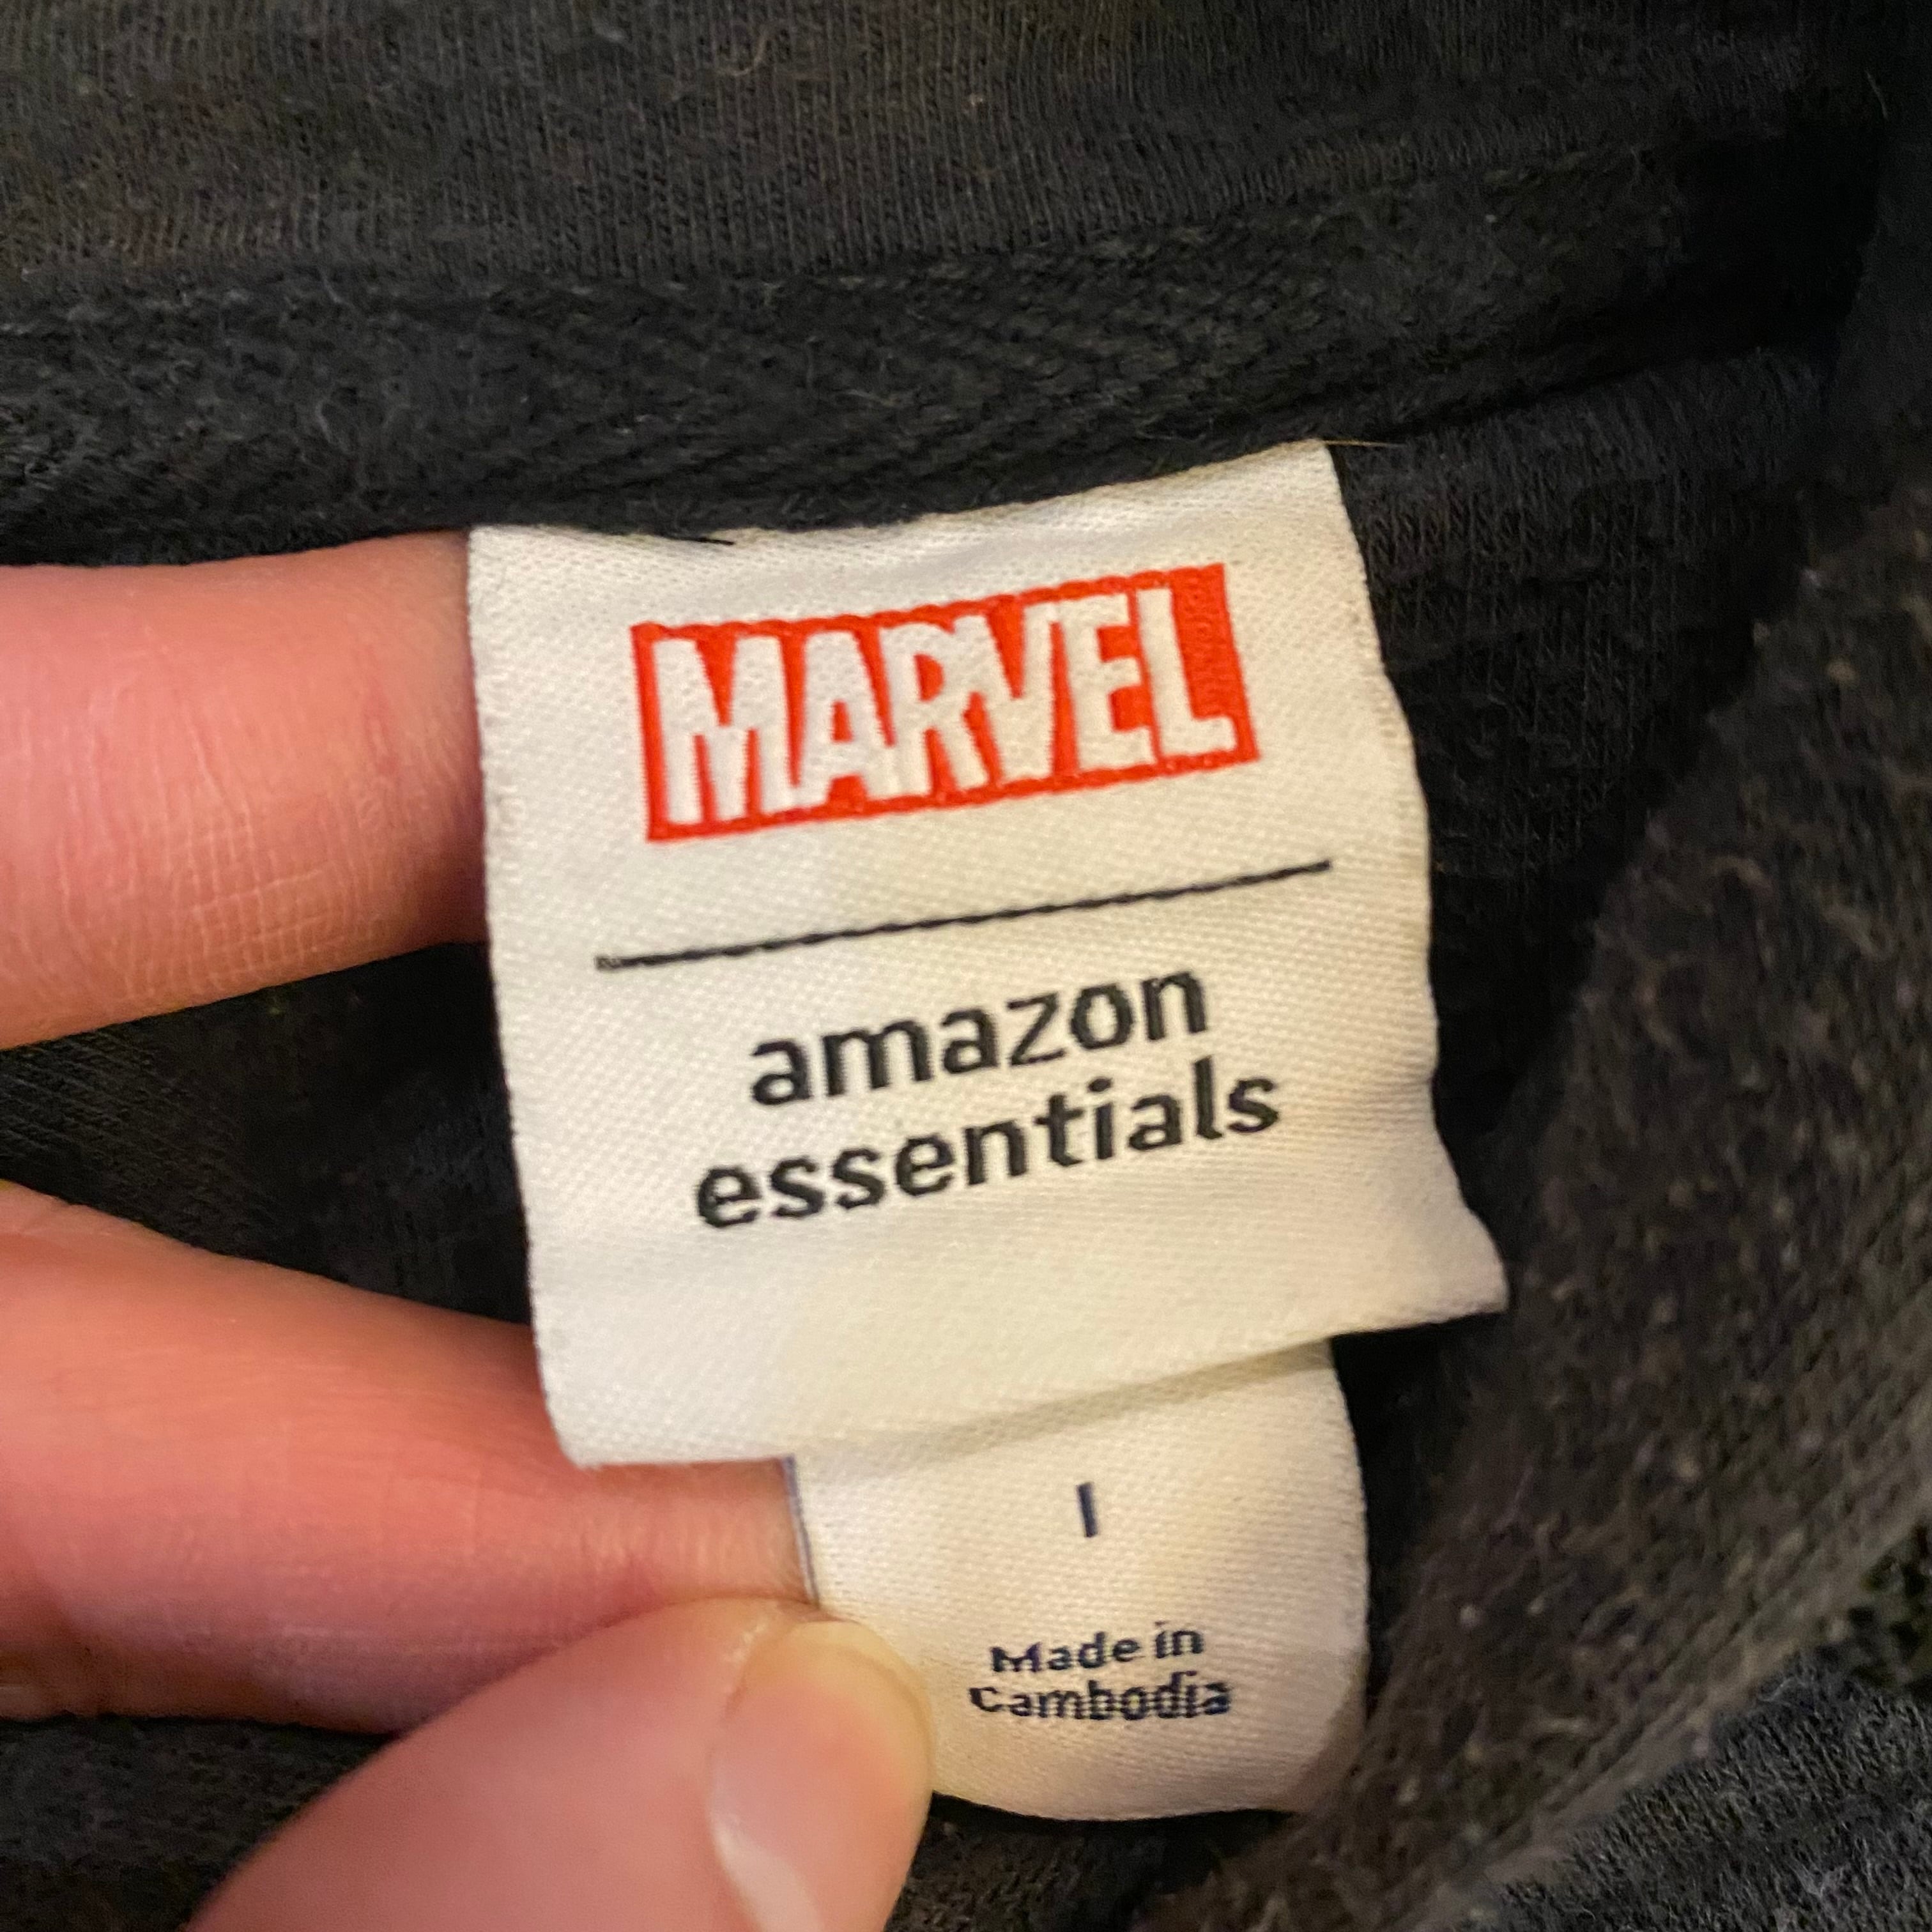 MARVEL
amazon
essentials
Made in
Cambodia